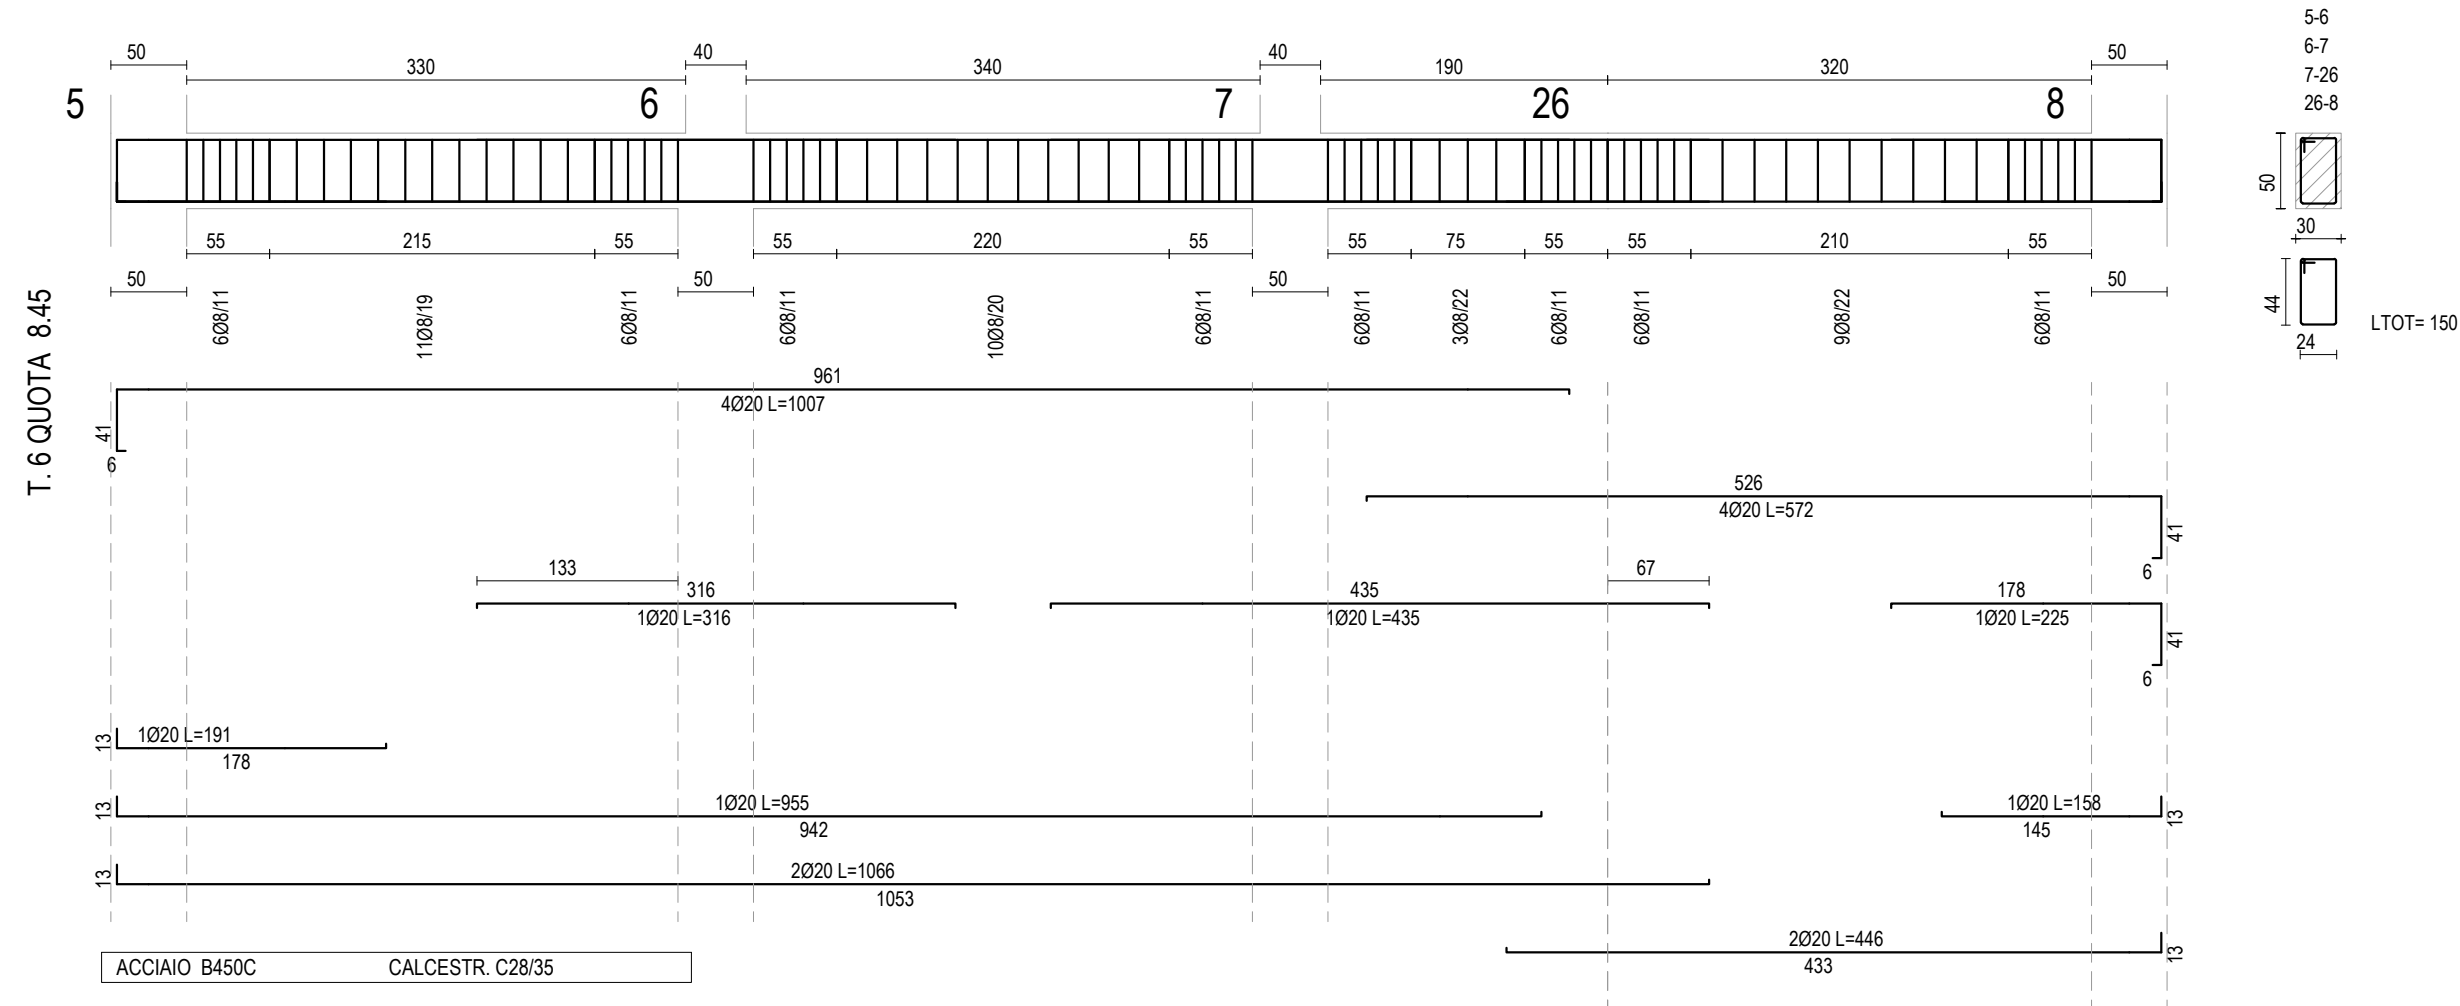 5-6
6-7
7-26
26-8
50 40 40 50
330 340 190 320
5 6 7 26 8
50
30
55 215 55 55 220 55 55 75 55 55 210 55
50 50 50 50
6Ø8/11 11Ø8/19 6Ø8/11 6Ø8/11 10Ø8/20 6Ø8/11 6Ø8/11 3Ø8/22 6Ø8/11 6Ø8/11 9Ø8/22 6Ø8/11
44
24
LTOT= 150
T. 6 QUOTA 8.45
961
4Ø20 L=1007
41
6
526
4Ø20 L=572
41
6
133
316
1Ø20 L=316
435
1Ø20 L=435
67
178
1Ø20 L=225
41
6
13
1Ø20 L=191
178
13
1Ø20 L=955
942
1Ø20 L=158
145
13
13
2Ø20 L=1066
1053
2Ø20 L=446
433
13
ACCIAIO B450C CALCESTR. C28/35